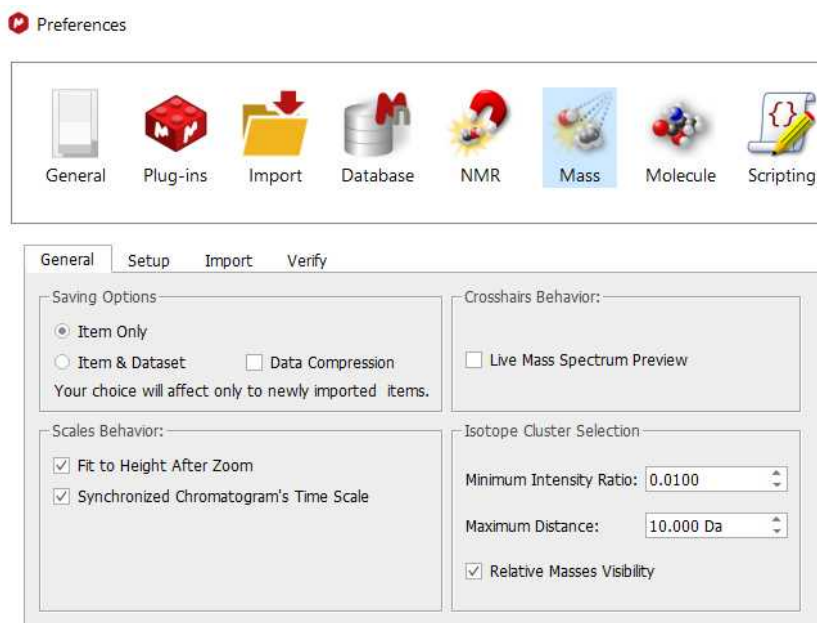 Preferences
General
Plug-ins
Import
Database
NMR
Mass
Molecule
Scripting
General
Setup
Import
Verify
Saving Options
Item Only
Item & Dataset
Data Compression
Your choice will affect only to newly imported items.
Crosshairs Behavior:
Live Mass Spectrum Preview
Scales Behavior:
Fit to Height After Zoom
Synchronized Chromatogram's Time Scale
Isotope Cluster Selection
Minimum Intensity Ratio: 0.0100
Maximum Distance: 10.000 Da
Relative Masses Visibility